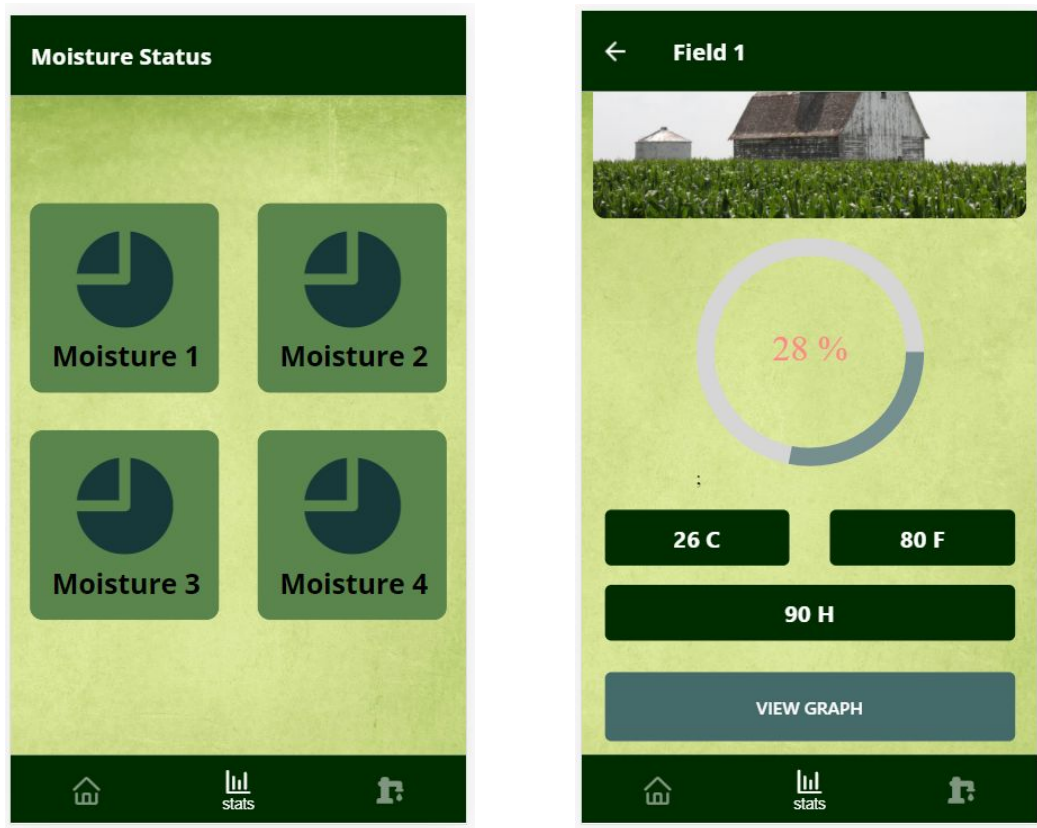 Moisture Status
Moisture 1
Moisture 2
Moisture 3
Moisture 4
stats
Field 1
28 %
;
26 C
80 F
90 H
VIEW GRAPH
stats